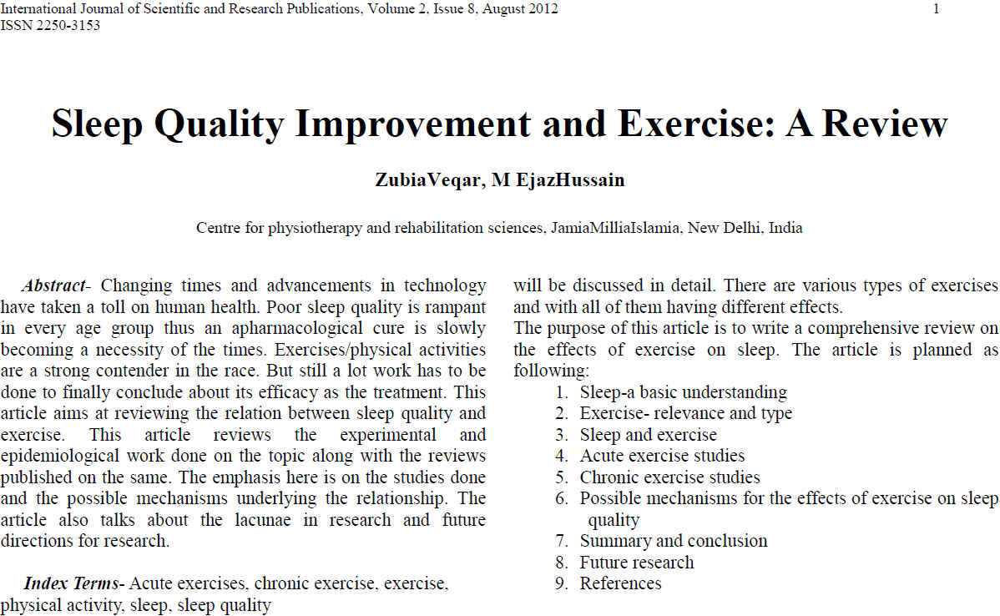 International Journal of Scientific and Research Publications, Volume 2, Issue 8, August 2012 1
ISSN 2250-3153
Sleep Quality Improvement and Exercise: A Review
ZubiaVeqar, M EjazHussain
Centre for physiotherapy and rehabilitation sciences, JamiaMilliaIslamia, New Delhi, India
Abstract- Changing times and advancements in technology
have taken a toll on human health. Poor sleep quality is rampant
in every age group thus an apharmacological cure is slowly
becoming a necessity of the times. Exercises/physical activities
are a strong contender in the race. But still a lot work has to be
done to finally conclude about its efficacy as the treatment. This
article aims at reviewing the relation between sleep quality and
exercise. This article reviews the experimental and
epidemiological work done on the topic along with the reviews
published on the same. The emphasis here is on the studies done
and the possible mechanisms underlying the relationship. The
article also talks about the lacunae in research and future
directions for research.
Index Terms- Acute exercises, chronic exercise, exercise,
physical activity, sleep, sleep quality
will be discussed in detail. There are various types of exercises
and with all of them having different effects.
The purpose of this article is to write a comprehensive review on
the effects of exercise on sleep. The article is planned as
following:
1. Sleep-a basic understanding
2. Exercise- relevance and type
3. Sleep and exercise
4. Acute exercise studies
5. Chronic exercise studies
6. Possible mechanisms for the effects of exercise on sleep
quality
7. Summary and conclusion
8. Future research
9. References